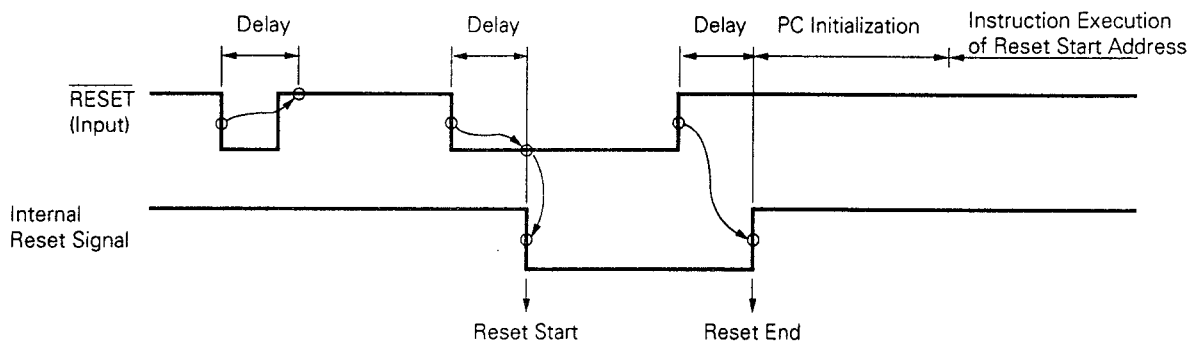 Delay
Delay
Delay
PC Initialization
Instruction Execution
of Reset Start Address
RESET
(Input)
Internal
Reset Signal
Reset Start
Reset End